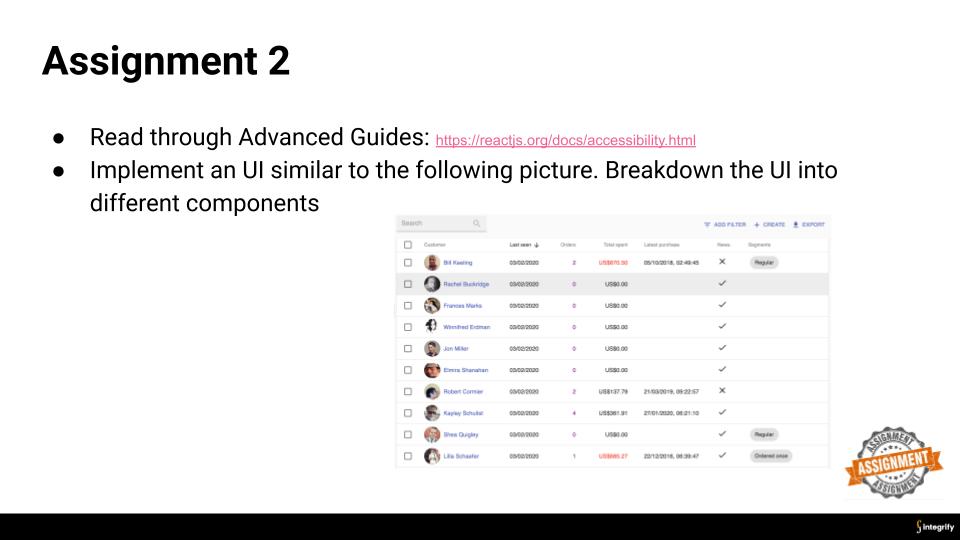 Assignment 2
● Read through Advanced Guides: https://reactjs.org/docs/accessibility.html
● Implement an UI similar to the following picture. Breakdown the UI into
different components
Search
ADD FILTER + CREATE EXPORT
Customer Last seen ↓ Orders Total spent Latest purchase News. Segments
Bill Keeling 03/02/2020 2 US$670.50 05/10/2018, 02:49:45 ✕ Regular
Rachel Buckridge 03/02/2020 0 US$0.00 ✓
Frances Marks 03/02/2020 0 US$0.00 ✓
Winnifred Erdman 03/02/2020 0 US$0.00 ✓
Jon Miller 03/02/2020 0 US$0.00 ✓
Elmira Shanahan 03/02/2020 0 US$0.00 ✓
Robert Cormier 03/02/2020 2 US$137.79 21/03/2019, 09:22:57 ✕
Kayley Schulist 03/02/2020 4 US$361.91 27/01/2020, 06:21:10 ✓
Shea Quigley 03/02/2020 0 US$0.00 ✓ Regular
Lilla Schaefer 03/02/2020 1 22/12/2018, 06:39:47 ✓ Ordered once
ASSIGNMENT
ASSIGNMENT
ASSIGNMENT
integrify